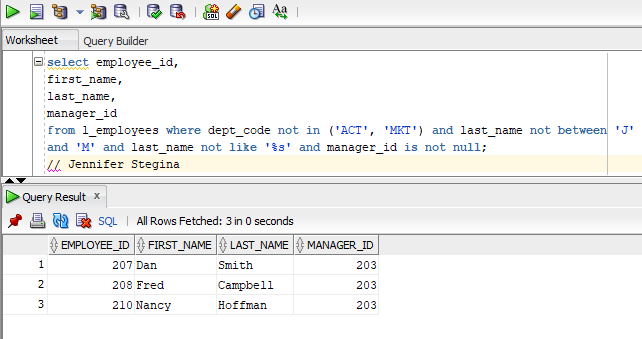 SQL
Aa
Worksheet Query Builder
select employee_id,
first_name,
last_name,
manager_id
from l_employees where dept_code not in ('ACT', 'MKT') and last_name not between 'J'
and 'M' and last_name not like '%s' and manager_id is not null;
// Jennifer Stegina
Query Result x
SQL | All Rows Fetched: 3 in 0 seconds
EMPLOYEE_ID FIRST_NAME LAST_NAME MANAGER_ID
1 207 Dan Smith 203
2 208 Fred Campbell 203
3 210 Nancy Hoffman 203